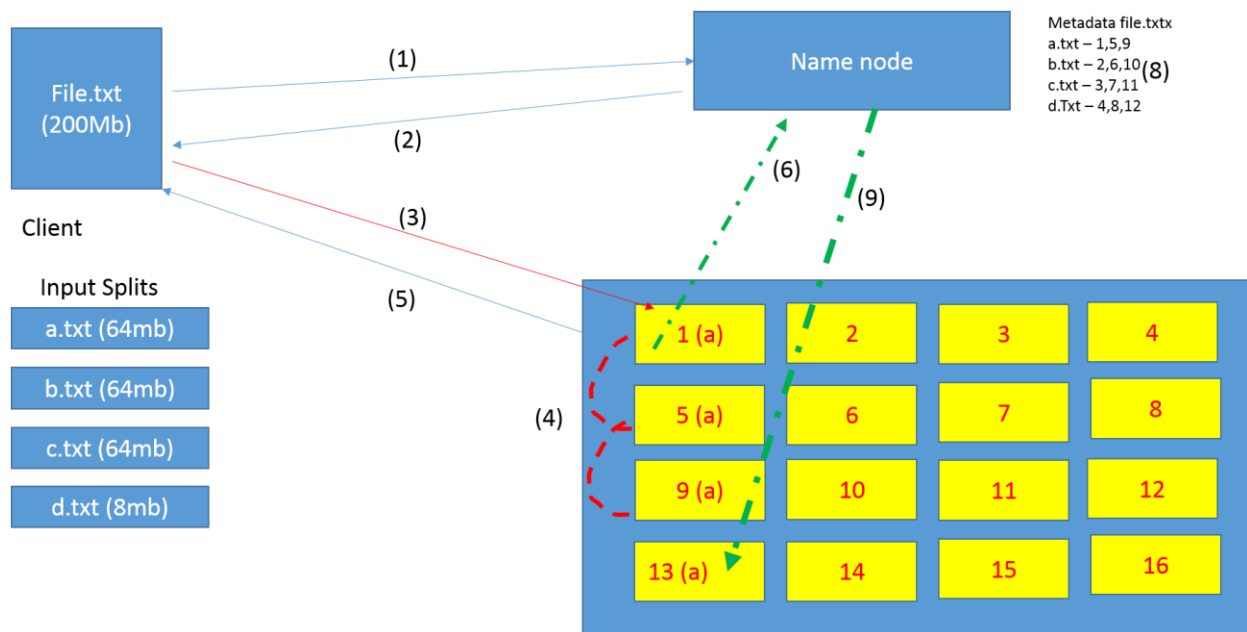 File.txt
(200Mb)
Client
Input Splits
a.txt (64mb)
b.txt (64mb)
c.txt (64mb)
d.txt (8mb)
(1)
(2)
(3)
(5)
Name node
Metadata file.txtx
a.txt – 1,5,9
b.txt – 2,6,10
c.txt – 3,7,11
d.Txt – 4,8,12
(8)
(6)
(9)
(4)
1 (a)
2
3
4
5 (a)
6
7
8
9 (a)
10
11
12
13 (a)
14
15
16